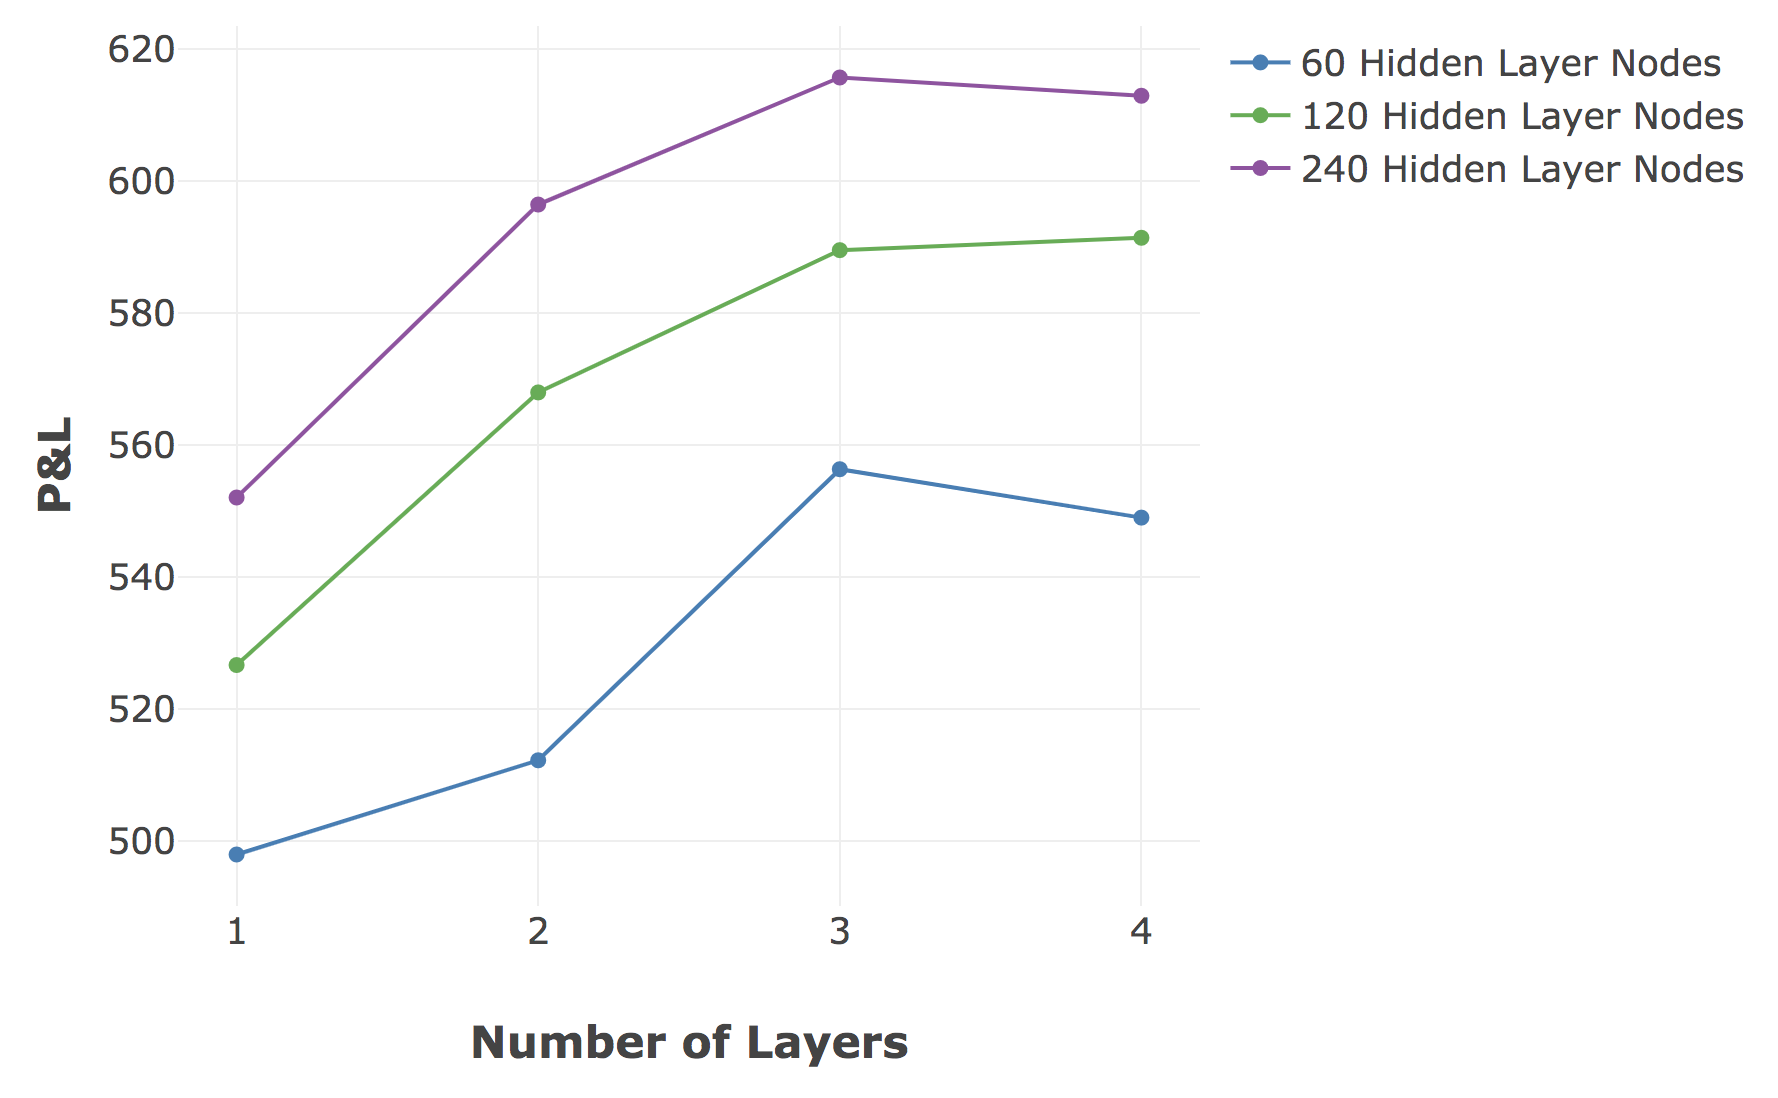 620
600
580
560
540
520
500
P&L
1 2 3 4
Number of Layers
60 Hidden Layer Nodes
120 Hidden Layer Nodes
240 Hidden Layer Nodes